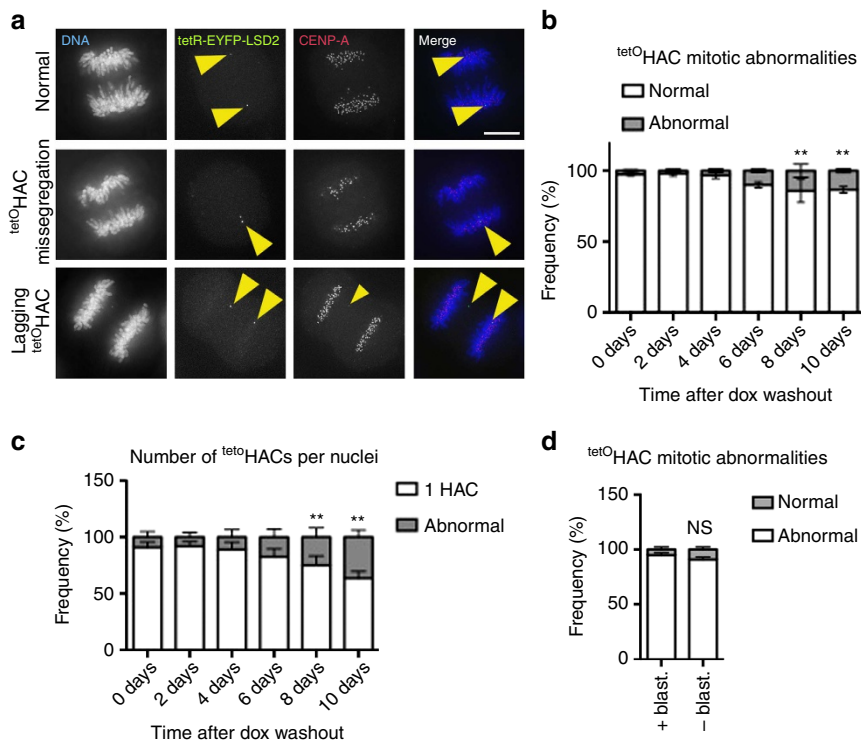 a
DNA
tetR-EYFP-LSD2
CENP-A
Merge
Normal
tetOHAC missegregation
Lagging tetOHAC
b
tetOHAC mitotic abnormalities
Normal
Abnormal
** **
100
50
0
Frequency (%)
0 days
2 days
4 days
6 days
8 days
10 days
Time after dox washout
c
Number of tetoHACs per nuclei
1 HAC
Abnormal
** **
150
100
50
0
Frequency (%)
0 days
2 days
4 days
6 days
8 days
10 days
Time after dox washout
d
tetOHAC mitotic abnormalities
Normal
Abnormal
NS
150
100
50
0
Frequency (%)
+ blast.
– blast.